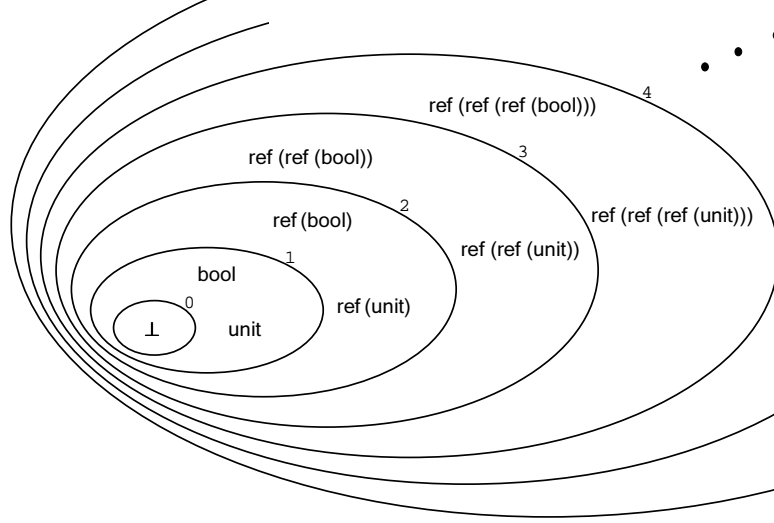 4
ref (ref (ref (bool)))
3
ref (ref (bool))
ref (ref (ref (unit)))
2
ref (bool)
ref (ref (unit))
1
bool
0
ref (unit)
⊥
unit